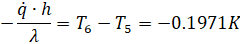 -\frac{\dot{q} \cdot h}{\lambda} = T_6 - T_5 = -0.1971K